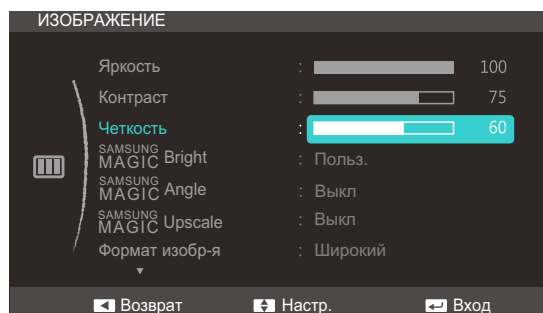 ИЗОБРАЖЕНИЕ
Яркость : 100
Контраст : 75
Четкость : 60
SAMSUNG MAGIC Bright : Польз.
SAMSUNG MAGIC Angle : Выкл
SAMSUNG MAGIC Upscale : Выкл
Формат изобр-я : Широкий
Возврат Настр. Вход